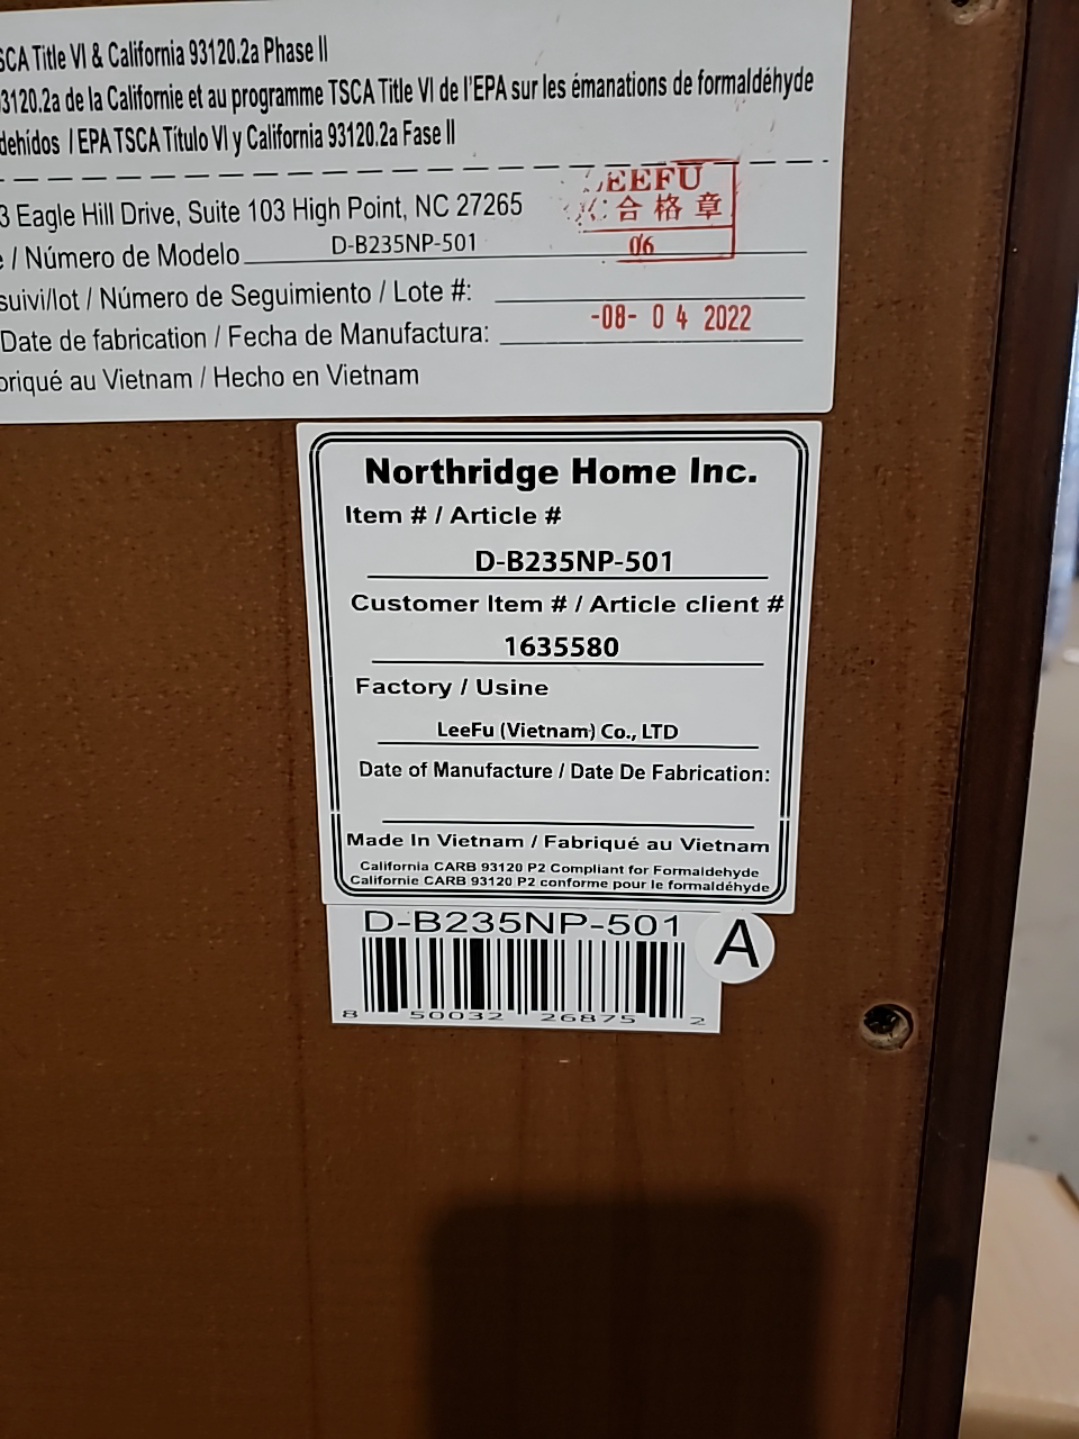 SCA Title VI & California 93120.2a Phase II
93120.2a de la Californie et au programme TSCA Title VI de l'EPA sur les émanations de formaldéhyde
dehídos / EPA TSCA Título VI y California 93120.2a Fase II
3 Eagle Hill Drive, Suite 103 High Point, NC 27265
LEEFU
QC 合格章
06
e / Número de Modelo D-B235NP-501
suivi/lot / Número de Seguimiento / Lote #:
Date de fabrication / Fecha de Manufactura: -08- 04 2022
briqué au Vietnam / Hecho en Vietnam
Northridge Home Inc.
Item # / Article #
D-B235NP-501
Customer Item # / Article client #
1635580
Factory / Usine
LeeFu (Vietnam) Co., LTD
Date of Manufacture / Date De Fabrication:
Made In Vietnam / Fabriqué au Vietnam
California CARB 93120 P2 Compliant for Formaldehyde
Californie CARB 93120 P2 conforme pour le formaldéhyde
D-B235NP-501
A
8 50032 26875 2